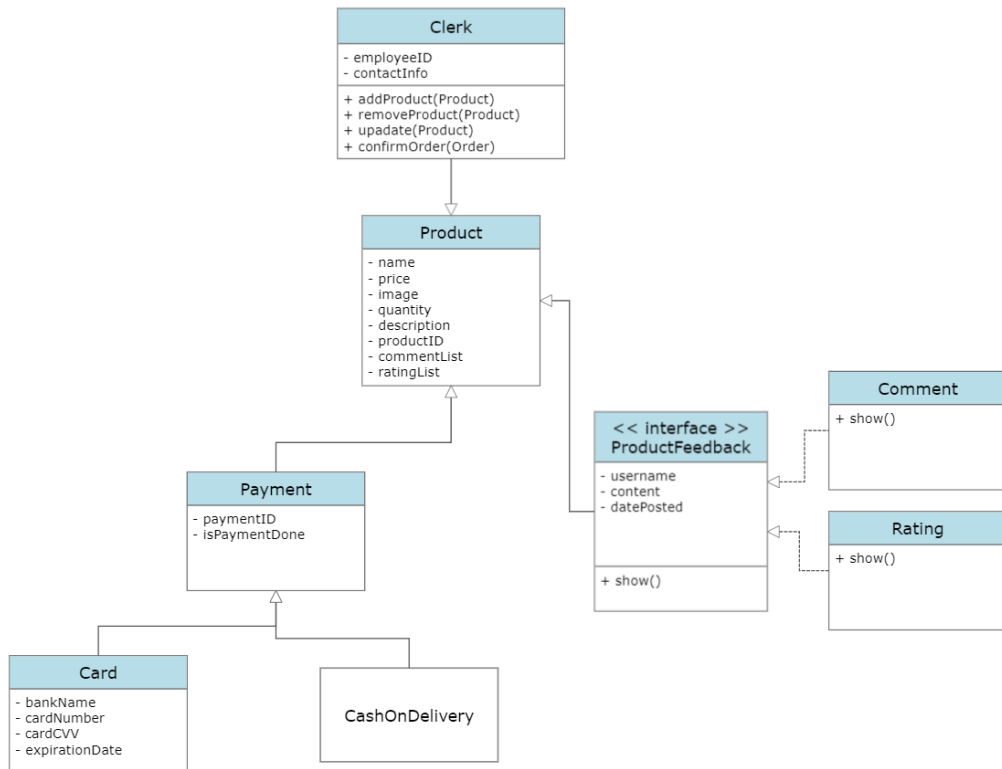 Clerk
- employeeID
- contactInfo
+ addProduct(Product)
+ removeProduct(Product)
+ upadate(Product)
+ confirmOrder(Order)
Product
- name
- price
- image
- quantity
- description
- productID
- commentList
- ratingList
<< interface >>
ProductFeedback
- username
- content
- datePosted
+ show()
Comment
+ show()
Rating
+ show()
Payment
- paymentID
- isPaymentDone
Card
- bankName
- cardNumber
- cardCVV
- expirationDate
CashOnDelivery